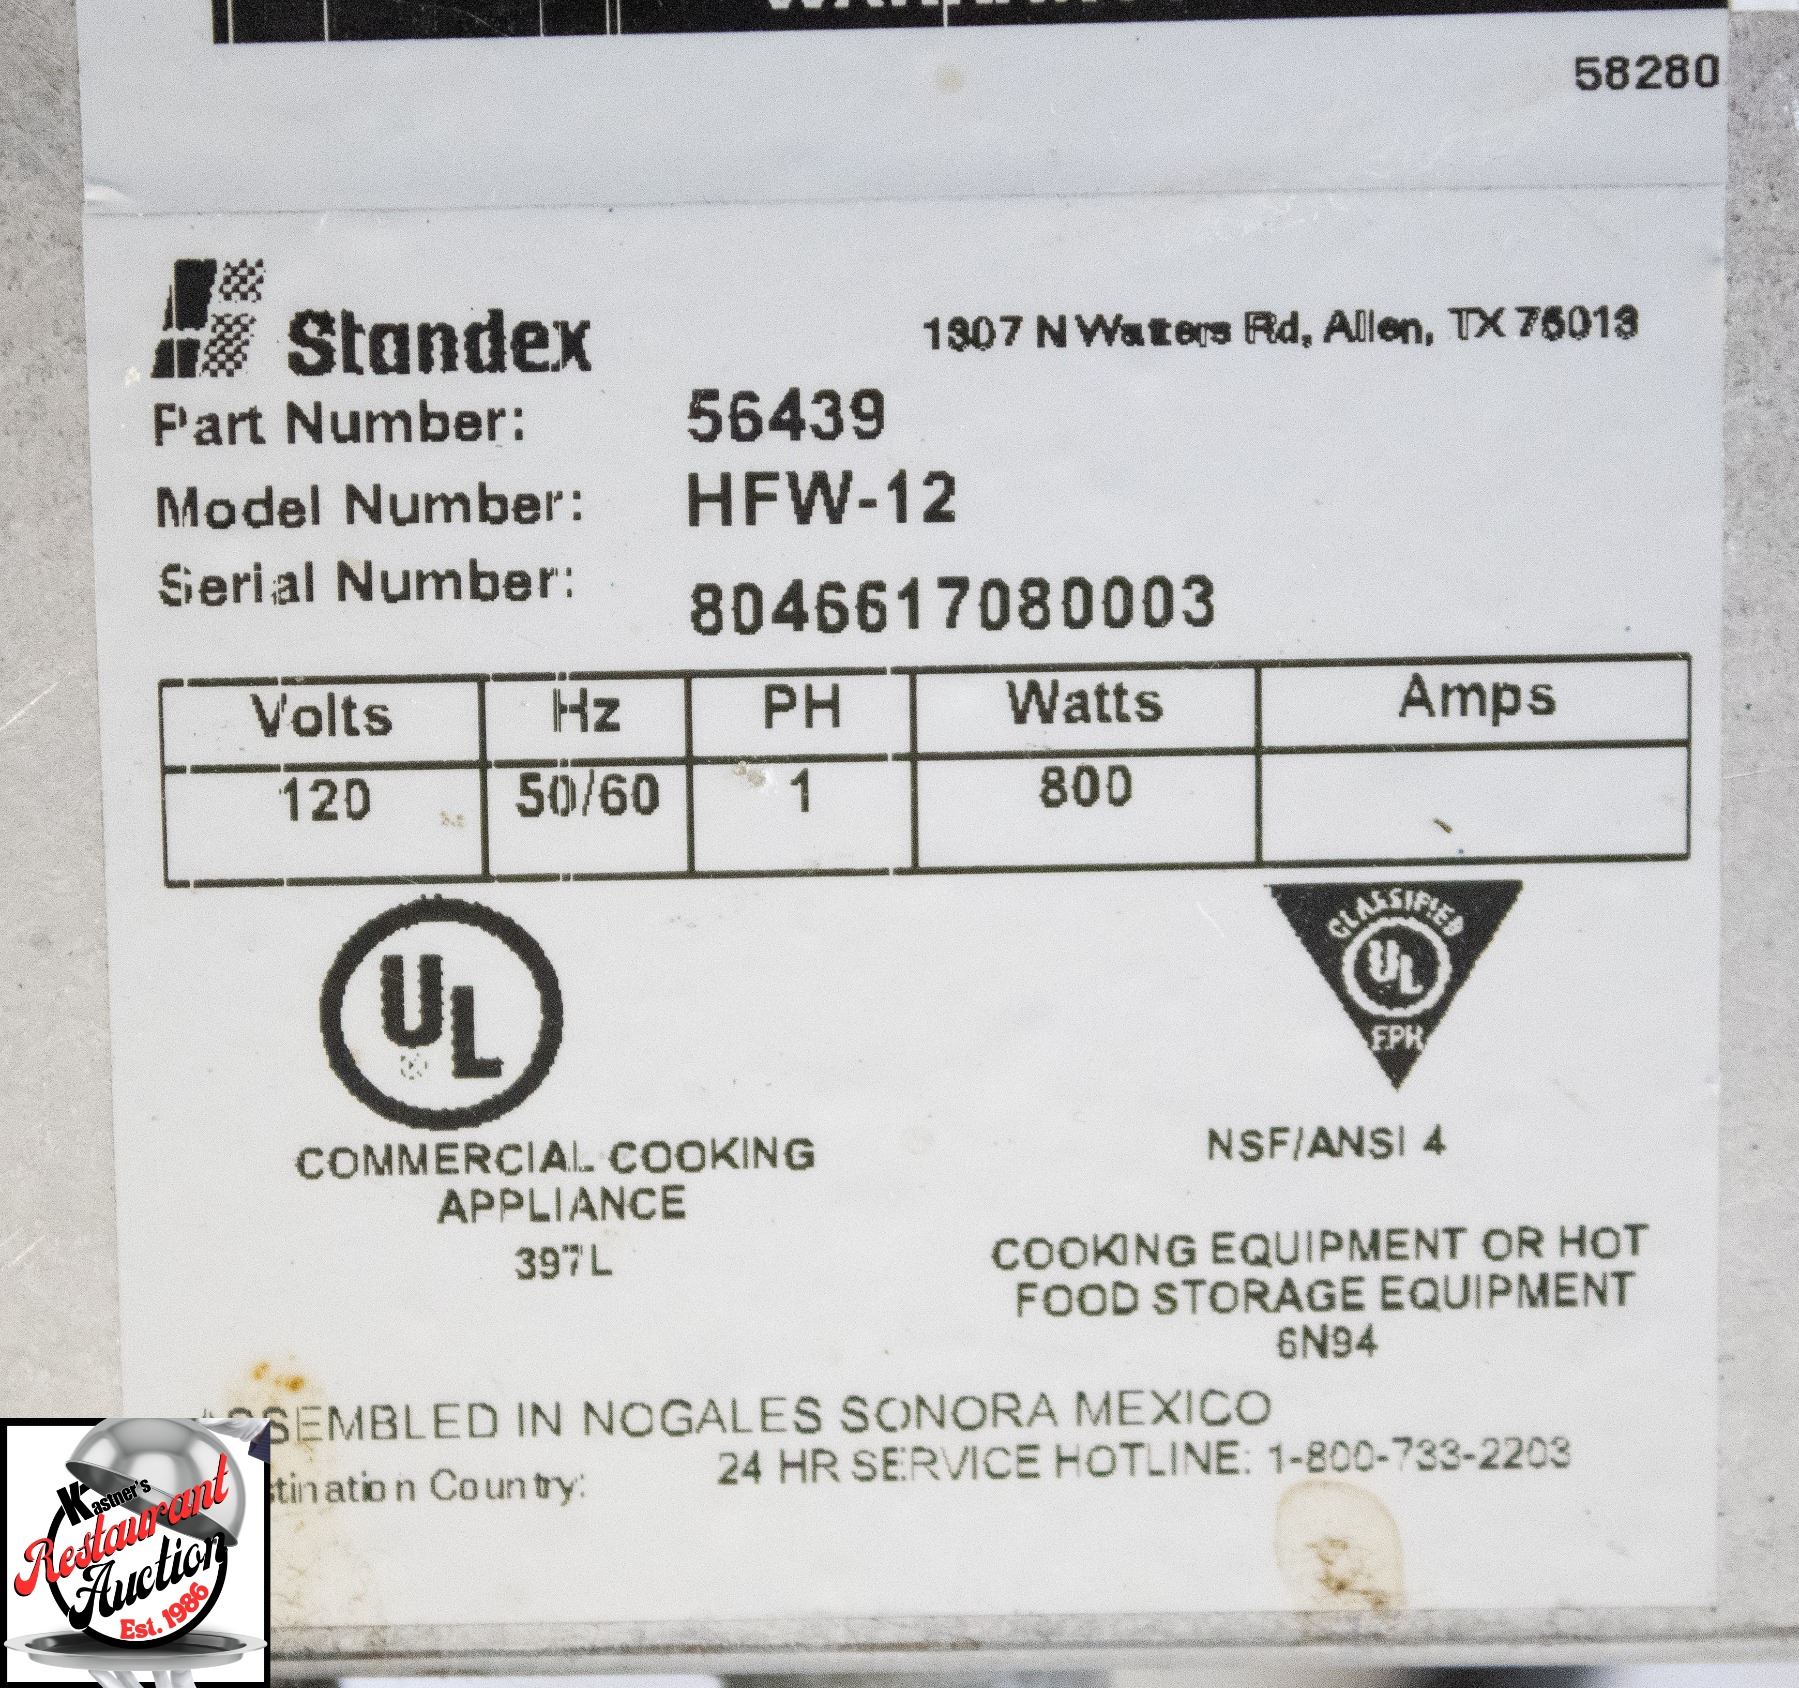 58280
Standex
1307 N Watters Rd, Allen, TX 75013
Part Number: 56439
Model Number: HFW-12
Serial Number: 8046617080003
Volts Hz PH Watts Amps
120 50/60 1 800
UL
CLASSIFIED
UL
EPH
COMMERCIAL COOKING
APPLIANCE
397L
NSF/ANSI 4
COOKING EQUIPMENT OR HOT
FOOD STORAGE EQUIPMENT
6N94
ASSEMBLED IN NOGALES SONORA MEXICO
24 HR SERVICE HOTLINE: 1-800-733-2203
Country:
Kastner's
Restaurant
Auction
Est. 1986